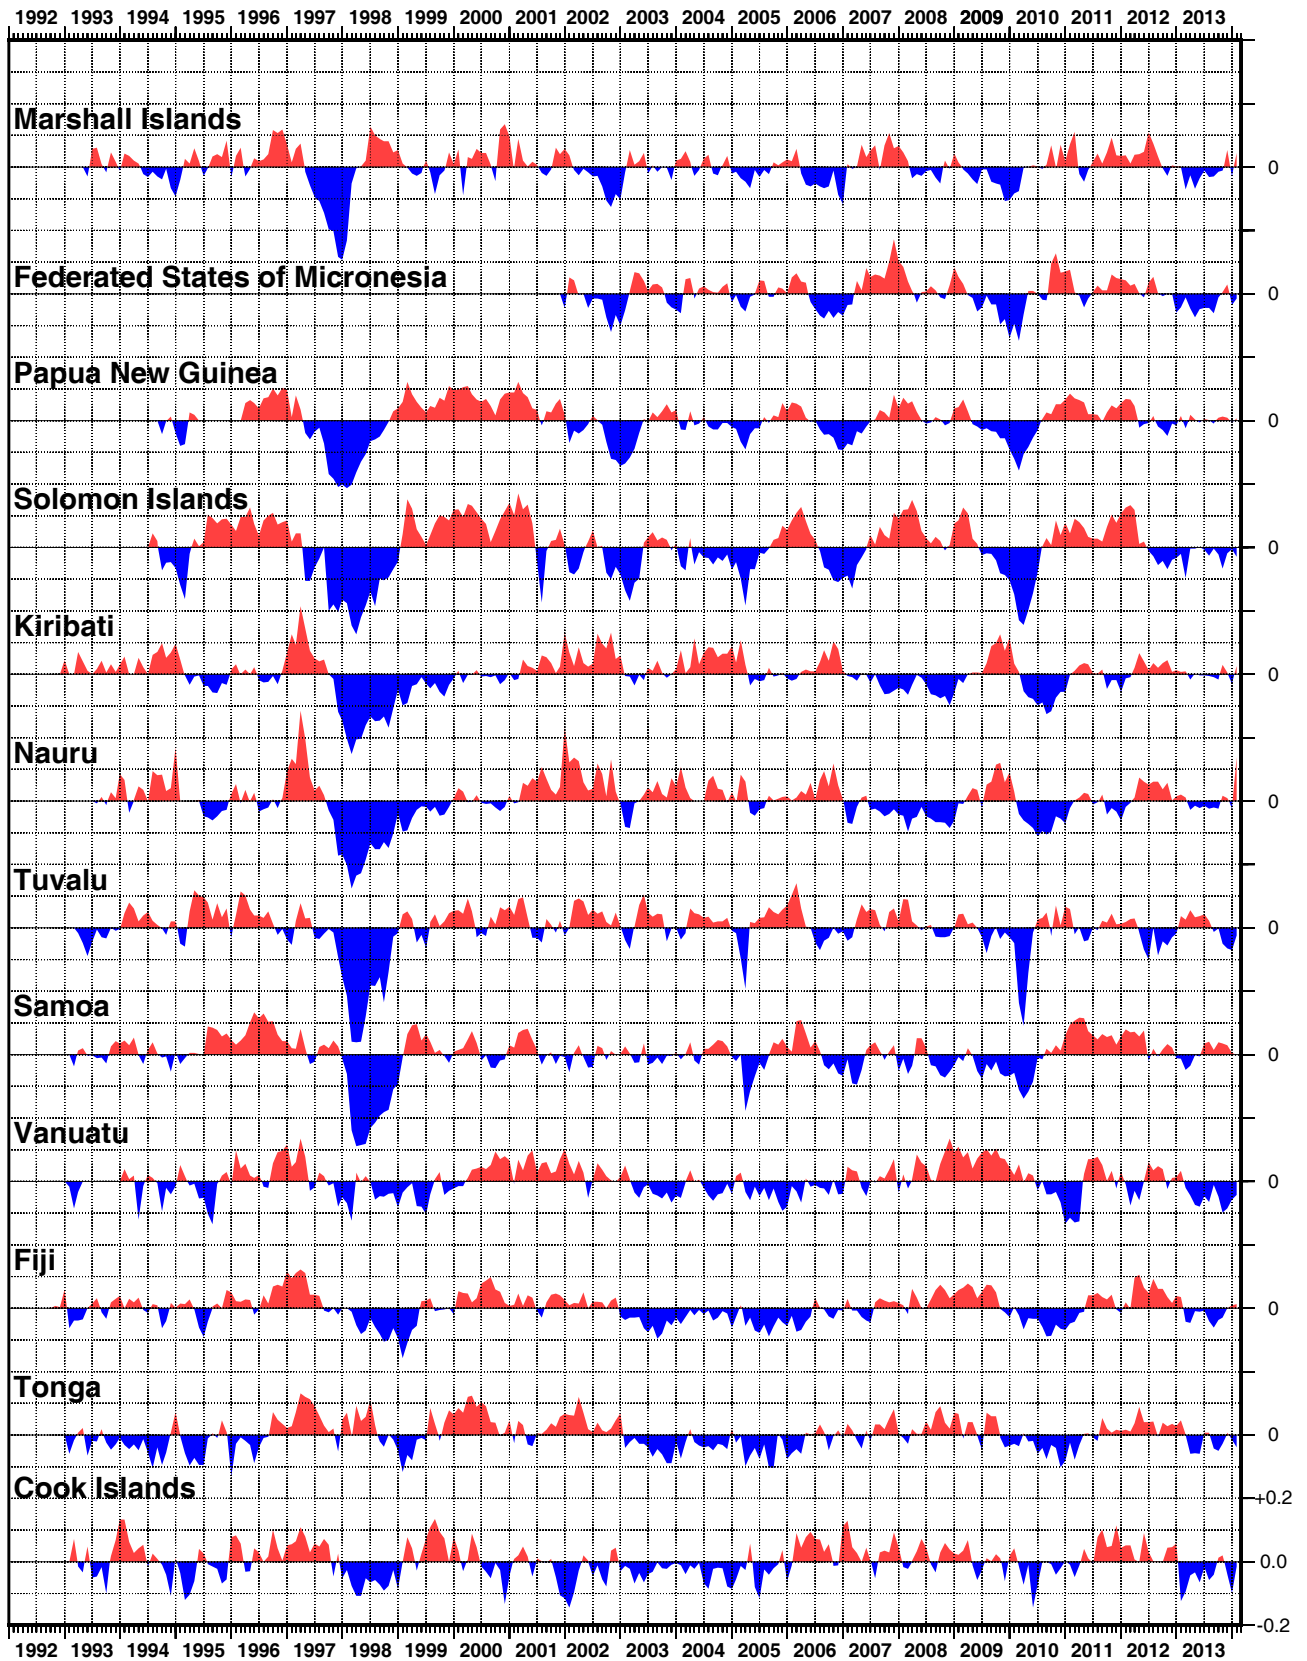 1992 1993 1994 1995 1996 1997 1998 1999 2000 2001 2002 2003 2004 2005 2006 2007 2008 2009 2010 2011 2012 2013
Marshall Islands
0
Federated States of Micronesia
0
Papua New Guinea
0
Solomon Islands
0
Kiribati
0
Nauru
0
Tuvalu
0
Samoa
0
Vanuatu
0
Fiji
0
Tonga
0
Cook Islands
+0.2
0.0
-0.2
1992 1993 1994 1995 1996 1997 1998 1999 2000 2001 2002 2003 2004 2005 2006 2007 2008 2009 2010 2011 2012 2013